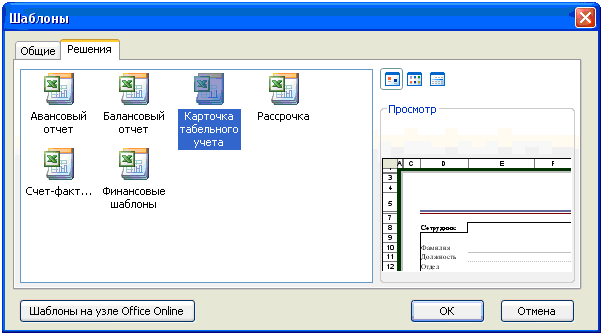 Шаблоны
Общие
Решения
Авансовый
отчет
Балансовый
отчет
Карточка
табельного
учета
Рассрочка
Счет-факт...
Финансовые
шаблоны
Просмотр
A
C
D
E
F
1
3
4
5
7
8
Сотрудник
9
10
Фамилия
11
Должность
12
Отдел
Шаблоны на узле Office Online
OK
Отмена